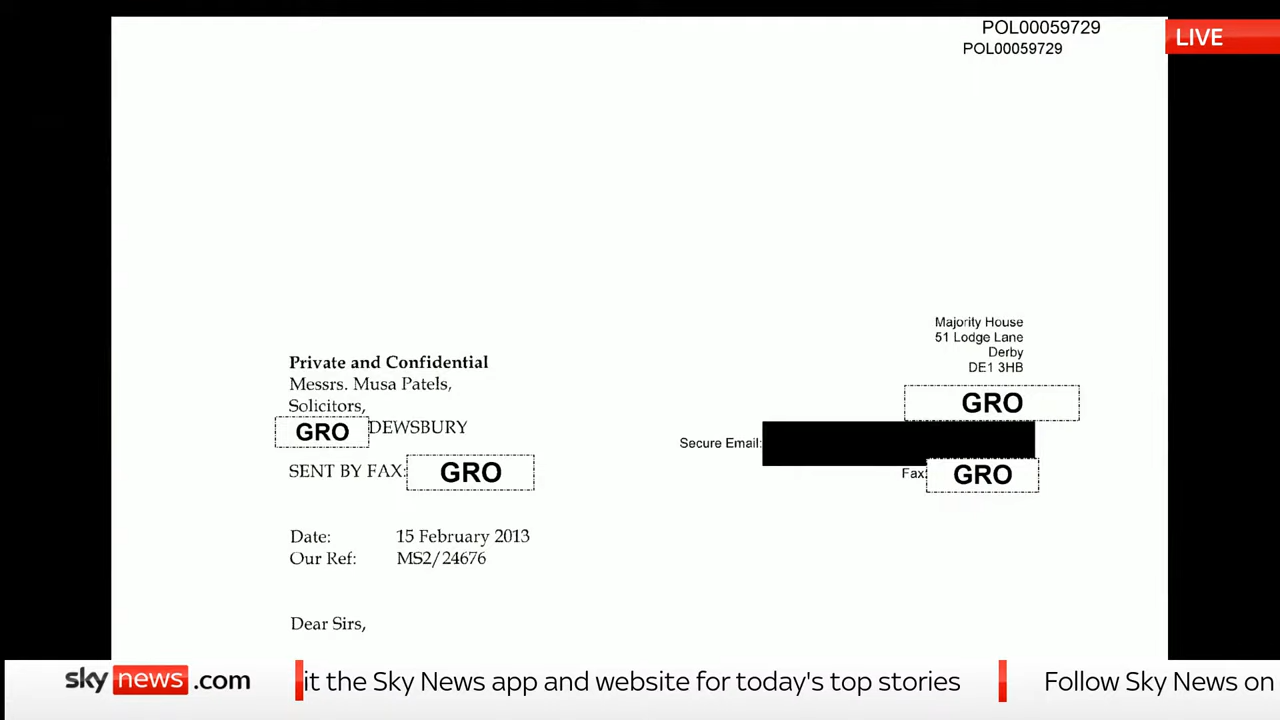 POL00059729
POL00059729
LIVE
Majority House
51 Lodge Lane
Derby
DE1 3HB
GRO
Secure Email:
Fax:
GRO
Private and Confidential
Messrs. Musa Patels,
Solicitors,
GRO DEWSBURY
SENT BY FAX: GRO
Date: 15 February 2013
Our Ref: MS2/24676
Dear Sirs,
sky news .com
it the Sky News app and website for today's top stories
Follow Sky News on